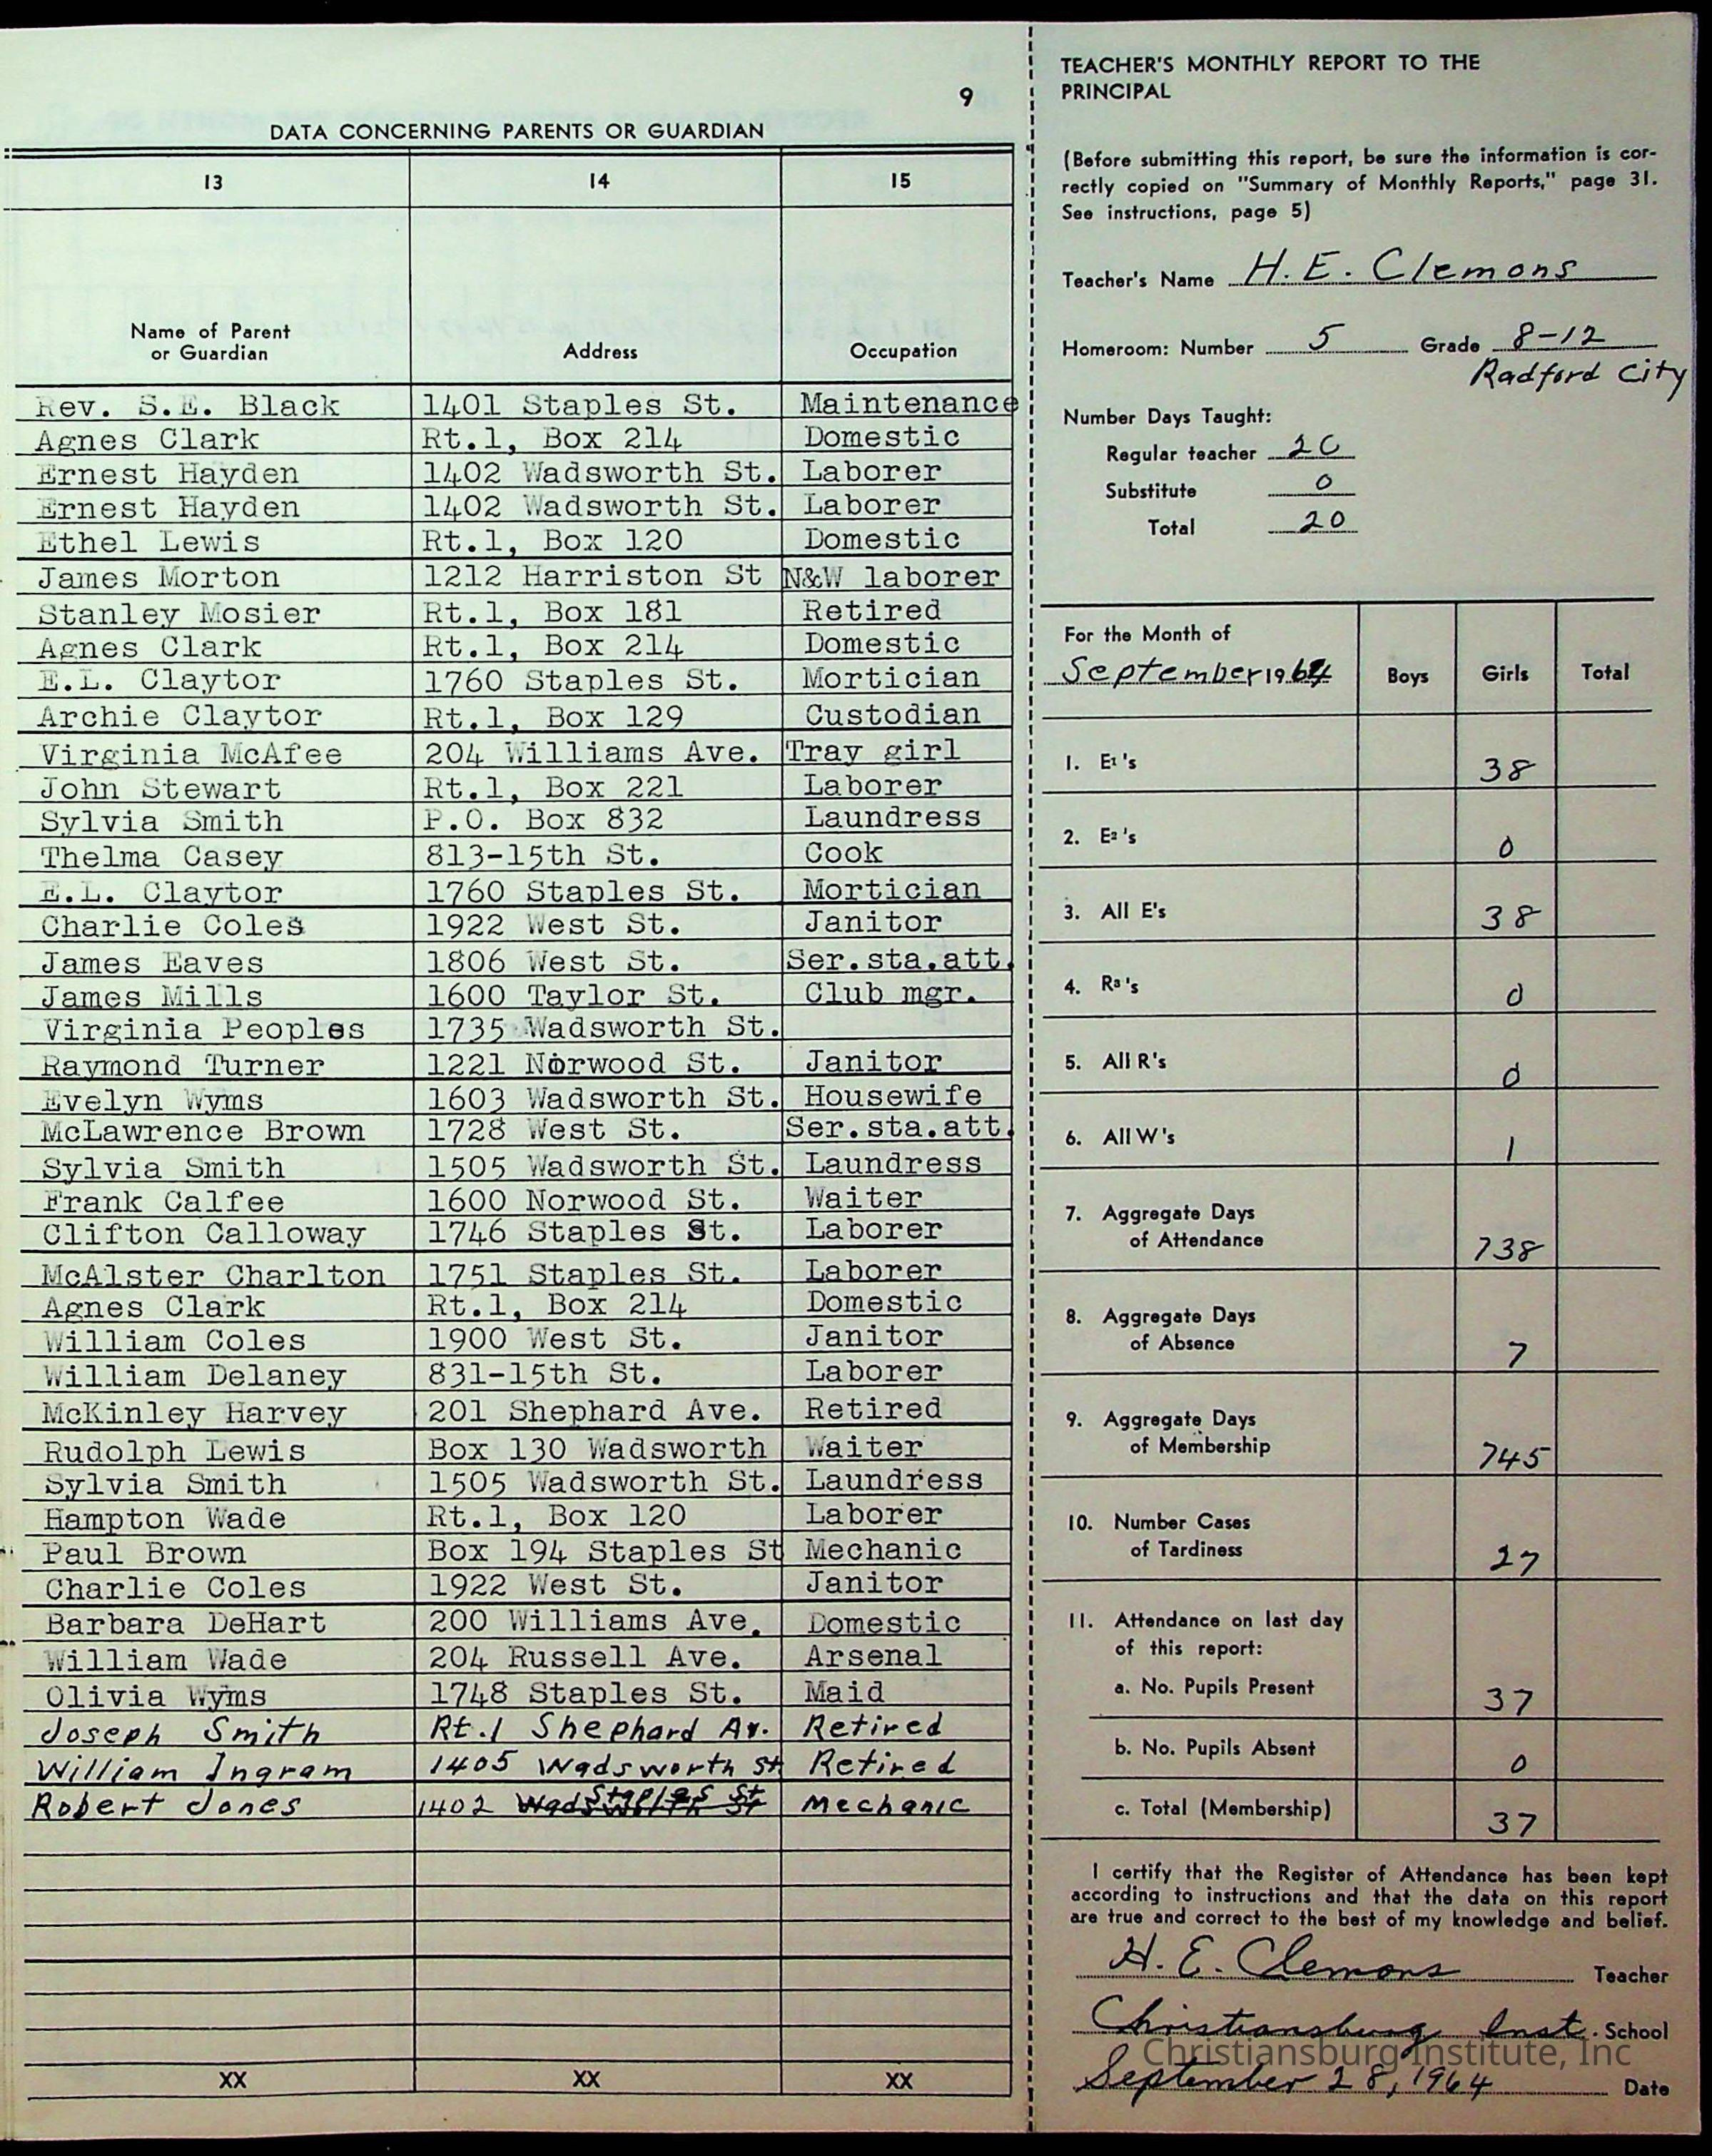 9
DATA CONCERNING PARENTS OR GUARDIAN
13 14 15
Name of Parent or Guardian Address Occupation
Rev. S.E. Black 1401 Staples St. Maintenance
Agnes Clark Rt.1, Box 214 Domestic
Ernest Hayden 1402 Wadsworth St. Laborer
Ernest Hayden 1402 Wadsworth St. Laborer
Ethel Lewis Rt.1, Box 120 Domestic
James Morton 1212 Harriston St N&W laborer
Stanley Mosier Rt.1, Box 181 Retired
Agnes Clark Rt.1, Box 214 Domestic
E.L. Claytor 1760 Staples St. Mortician
Archie Claytor Rt.1, Box 129 Custodian
Virginia McAfee 204 Williams Ave. Tray girl
John Stewart Rt.1, Box 221 Laborer
Sylvia Smith P.O. Box 832 Laundress
Thelma Casey 813-15th St. Cook
E.L. Claytor 1760 Staples St. Mortician
Charlie Coles 1922 West St. Janitor
James Eaves 1806 West St. Ser.sta.att.
James Mills 1600 Taylor St. Club mgr.
Virginia Peoples 1735 Wadsworth St.
Raymond Turner 1221 Norwood St. Janitor
Evelyn Wyms 1603 Wadsworth St. Housewife
McLawrence Brown 1728 West St. Ser.sta.att.
Sylvia Smith 1505 Wadsworth St. Laundress
Frank Calfee 1600 Norwood St. Waiter
Clifton Calloway 1746 Staples St. Laborer
McAlster Charlton 1751 Staples St. Laborer
Agnes Clark Rt.1, Box 214 Domestic
William Coles 1900 West St. Janitor
William Delaney 831-15th St. Laborer
McKinley Harvey 201 Shephard Ave. Retired
Rudolph Lewis Box 130 Wadsworth Waiter
Sylvia Smith 1505 Wadsworth St. Laundress
Hampton Wade Rt.1, Box 120 Laborer
Paul Brown Box 194 Staples St Mechanic
Charlie Coles 1922 West St. Janitor
Barbara DeHart 200 Williams Ave. Domestic
William Wade 204 Russell Ave. Arsenal
Olivia Wyms 1748 Staples St. Maid
Joseph Smith Rt.1 Shephard Av. Retired
William Ingram 1405 Wadsworth St Retired
Robert Jones 1402 Wadsworth St Staples St Mechanic
XX XX XX
TEACHER'S MONTHLY REPORT TO THE
PRINCIPAL
(Before submitting this report, be sure the information is cor-
rectly copied on "Summary of Monthly Reports," page 31.
See instructions, page 5)
Teacher's Name H. E. Clemons
Homeroom: Number 5 Grade 8-12
Radford City
Number Days Taught:
Regular teacher 20
Substitute 0
Total 20
For the Month of
September 1964 Boys Girls Total
1. E1's 38
2. E2's 0
3. All E's 38
4. R3's 0
5. All R's 0
6. All W's 1
7. Aggregate Days
of Attendance 738
8. Aggregate Days
of Absence 7
9. Aggregate Days
of Membership 745
10. Number Cases
of Tardiness 27
11. Attendance on last day
of this report:
a. No. Pupils Present 37
b. No. Pupils Absent 0
c. Total (Membership) 37
I certify that the Register of Attendance has been kept
according to instructions and that the data on this report
are true and correct to the best of my knowledge and belief.
H. E. Clemons Teacher
Christiansburg Inst. School
Christiansburg Institute, Inc
September 28, 1964 Date